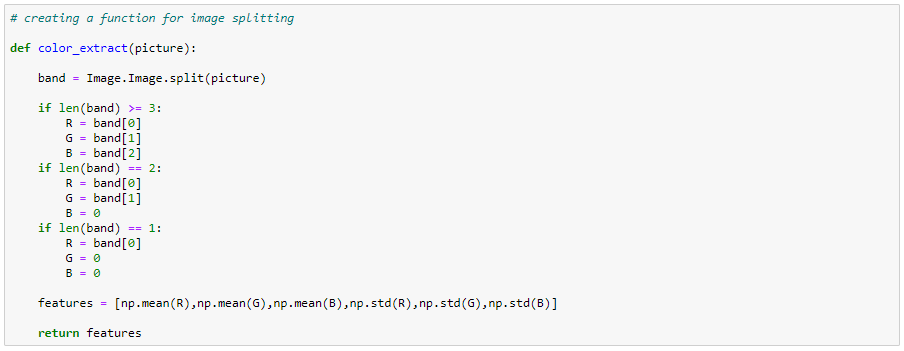 # creating a function for image splitting
def color_extract(picture):
    band = Image.Image.split(picture)
    if len(band) >= 3:
        R = band[0]
        G = band[1]
        B = band[2]
    if len(band) == 2:
        R = band[0]
        G = band[1]
        B = 0
    if len(band) == 1:
        R = band[0]
        G = 0
        B = 0
    features = [np.mean(R),np.mean(G),np.mean(B),np.std(R),np.std(G),np.std(B)]
    return features